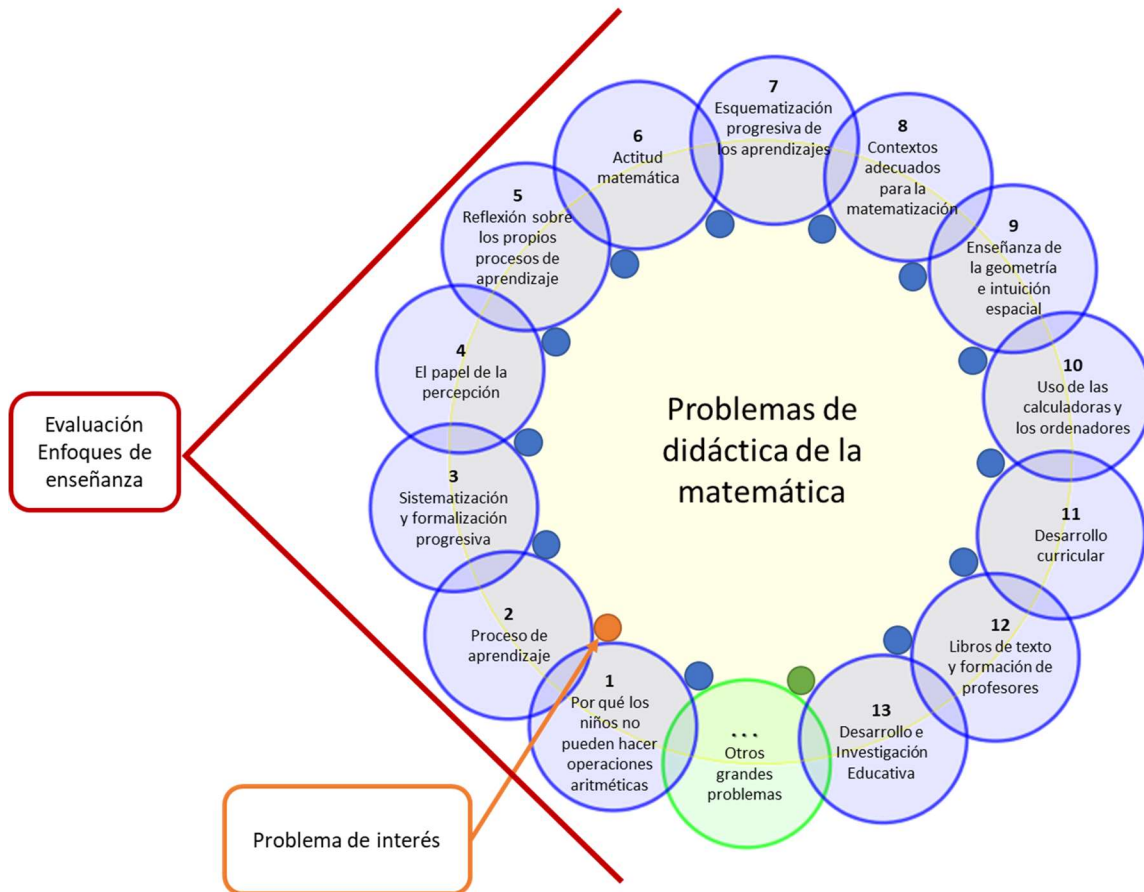 7
Esquematización
progresiva de
los aprendizajes
6
Actitud
matemática
8
Contextos
adecuados
para la
matematización
5
Reflexión sobre
los propios
procesos de
aprendizaje
9
Enseñanza de
la geometría
e intuición
espacial
4
El papel de la
percepción
10
Uso de las
calculadoras y
los ordenadores
Problemas de
didáctica de la
matemática
Evaluación
Enfoques de
enseñanza
3
Sistematización
y formalización
progresiva
11
Desarrollo
curricular
2
Proceso de
aprendizaje
12
Libros de texto
y formación de
profesores
1
Por qué los
niños no
pueden hacer
operaciones
aritméticas
...
Otros
grandes
problemas
13
Desarrollo e
Investigación
Educativa
Problema de interés